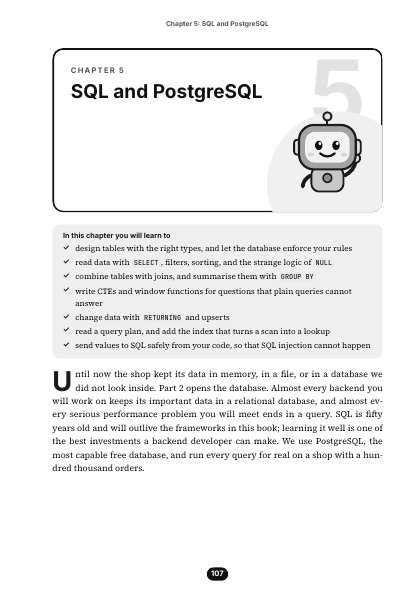 Chapter 5: SQL and PostgreSQL
CHAPTER 5
5
SQL and PostgreSQL
In this chapter you will learn to
✓ design tables with the right types, and let the database enforce your rules
✓ read data with SELECT , filters, sorting, and the strange logic of NULL
✓ combine tables with joins, and summarise them with GROUP BY
✓ write CTEs and window functions for questions that plain queries cannot
answer
✓ change data with RETURNING and upserts
✓ read a query plan, and add the index that turns a scan into a lookup
✓ send values to SQL safely from your code, so that SQL injection cannot happen
Until now the shop kept its data in memory, in a file, or in a database we
did not look inside. Part 2 opens the database. Almost every backend you
will work on keeps its important data in a relational database, and almost ev-
ery serious performance problem you will meet ends in a query. SQL is fifty
years old and will outlive the frameworks in this book; learning it well is one of
the best investments a backend developer can make. We use PostgreSQL, the
most capable free database, and run every query for real on a shop with a hun-
dred thousand orders.
107